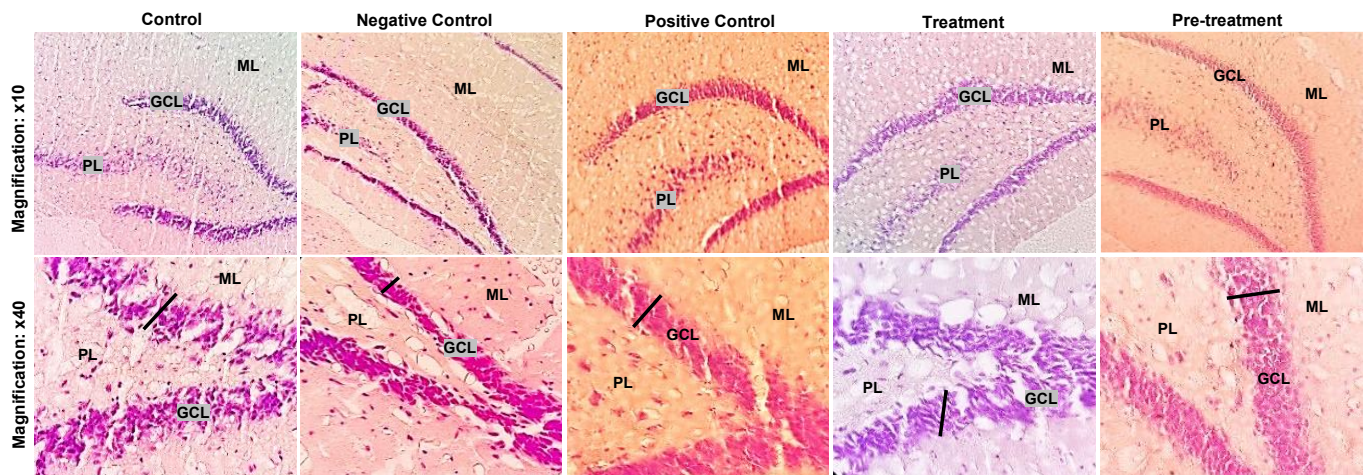 Control Negative Control Positive Control Treatment Pre-treatment
Magnification: x10
ML
GCL
PL
ML
GCL
PL
ML
GCL
PL
ML
GCL
PL
GCL
ML
PL
Magnification: x40
ML
PL
GCL
ML
PL
GCL
ML
GCL
PL
ML
PL
GCL
ML
PL
GCL